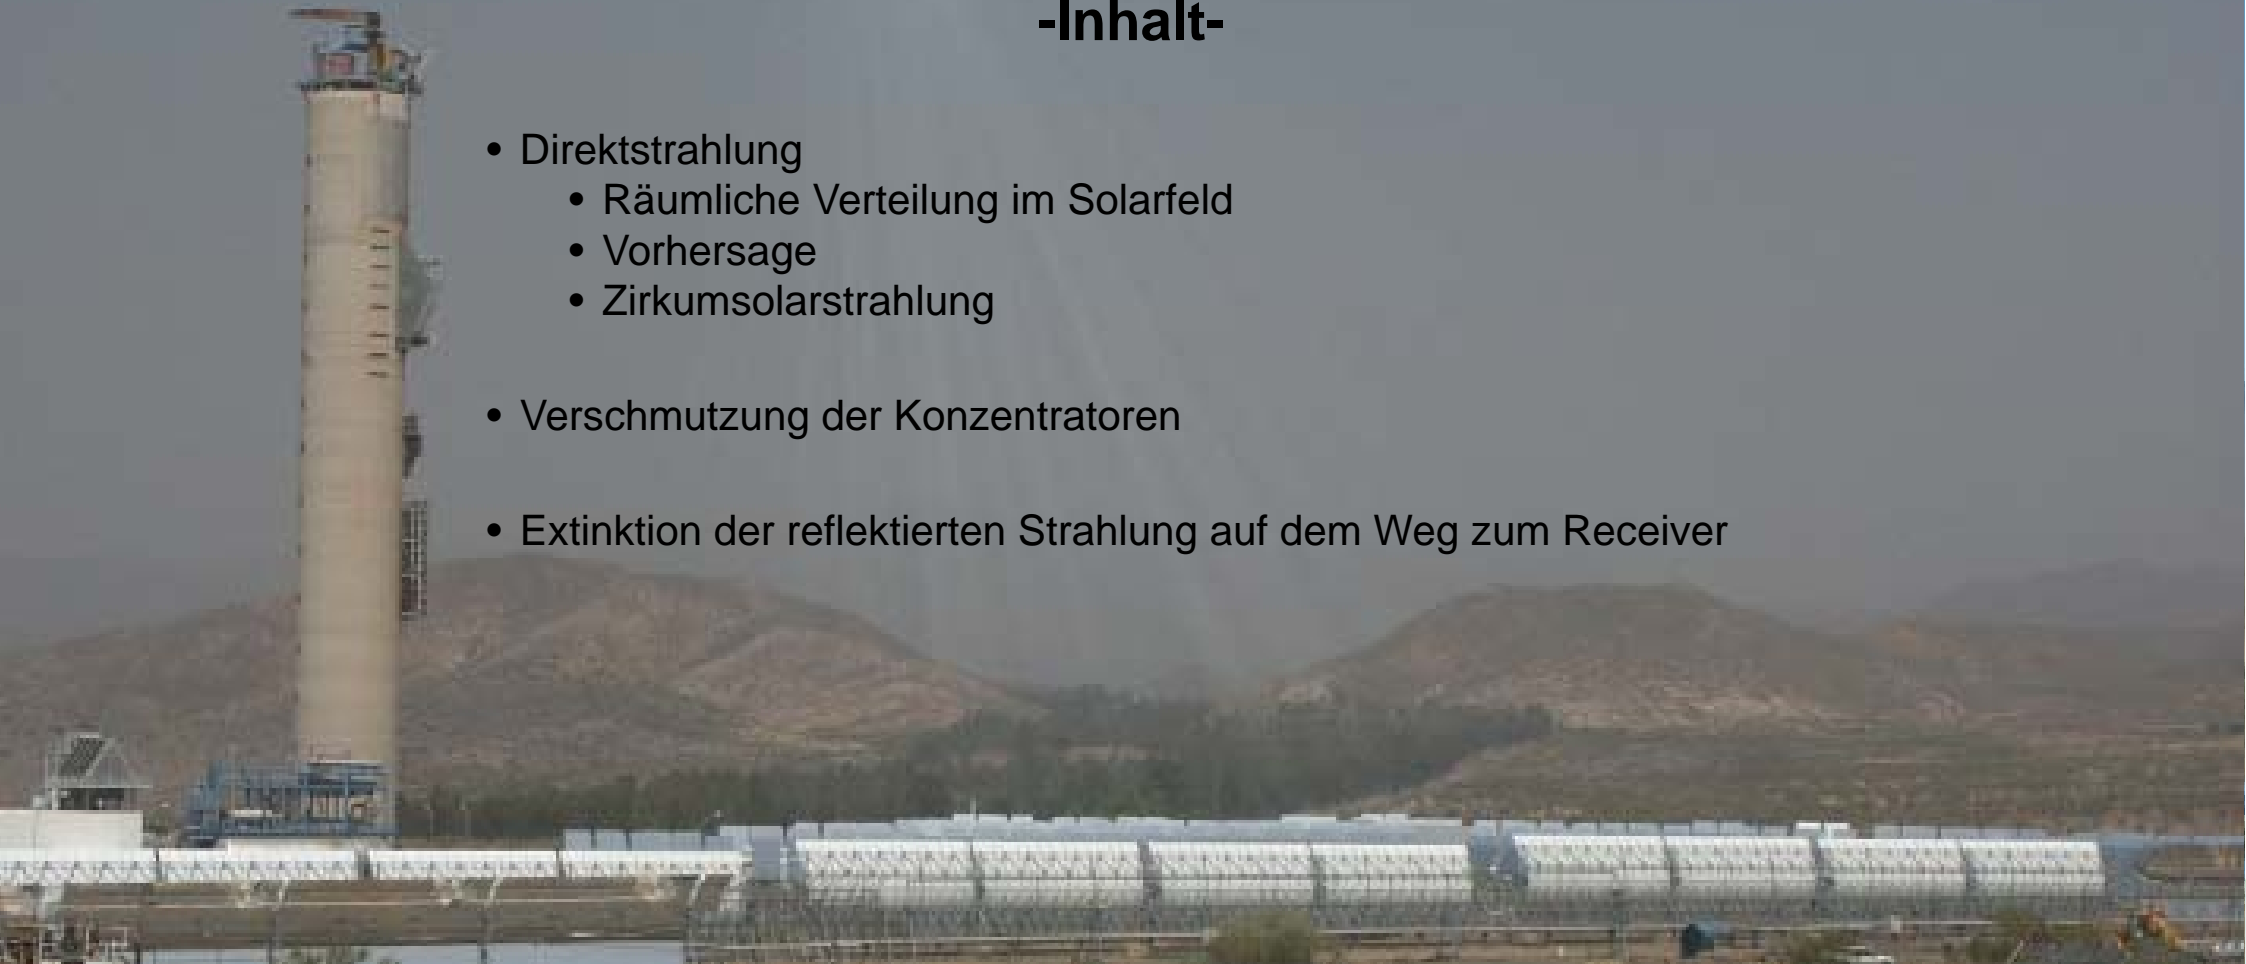 -Inhalt-
• Direktstrahlung
• Räumliche Verteilung im Solarfeld
• Vorhersage
• Zirkumsolarstrahlung
• Verschmutzung der Konzentratoren
• Extinktion der reflektierten Strahlung auf dem Weg zum Receiver